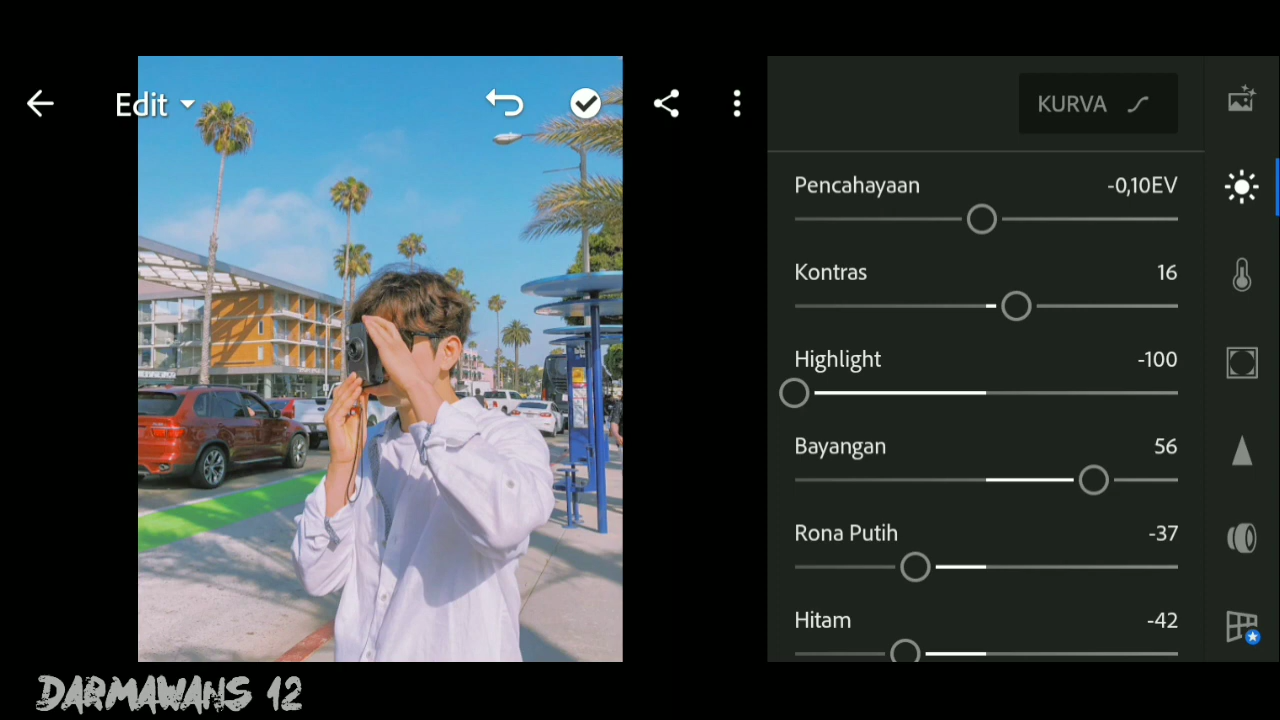 Edit
KURVA
Pencahayaan -0,10EV
Kontras 16
Highlight -100
Bayangan 56
Rona Putih -37
Hitam -42
DARMAWANS 12